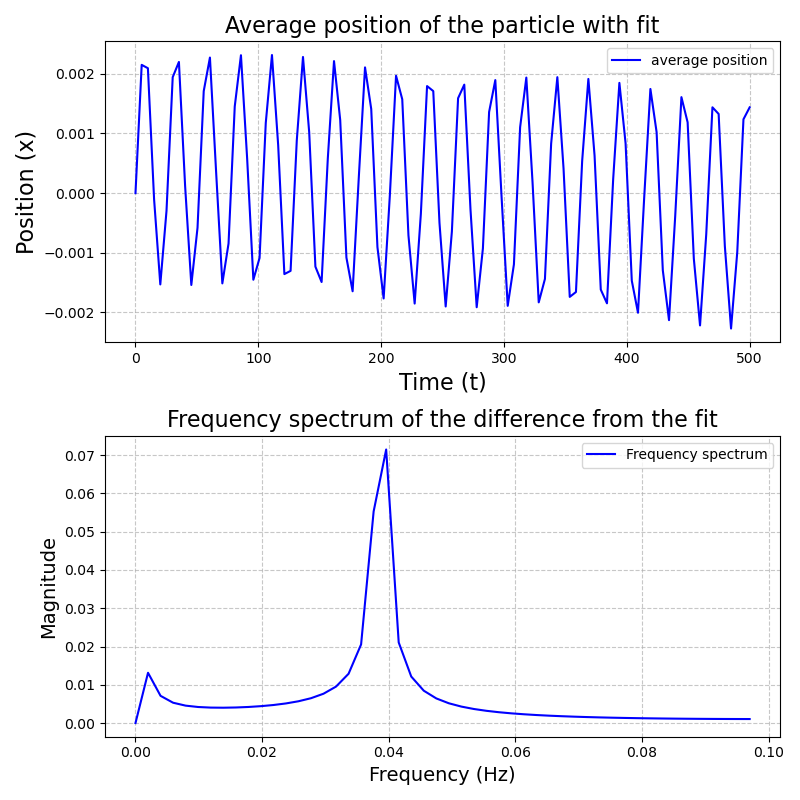 Average position of the particle with fit
average position
0.002
0.001
0.000
−0.001
−0.002
Position (x)
0 100 200 300 400 500
Time (t)
Frequency spectrum of the difference from the fit
Frequency spectrum
0.07
0.06
0.05
0.04
0.03
0.02
0.01
0.00
Magnitude
0.00 0.02 0.04 0.06 0.08 0.10
Frequency (Hz)